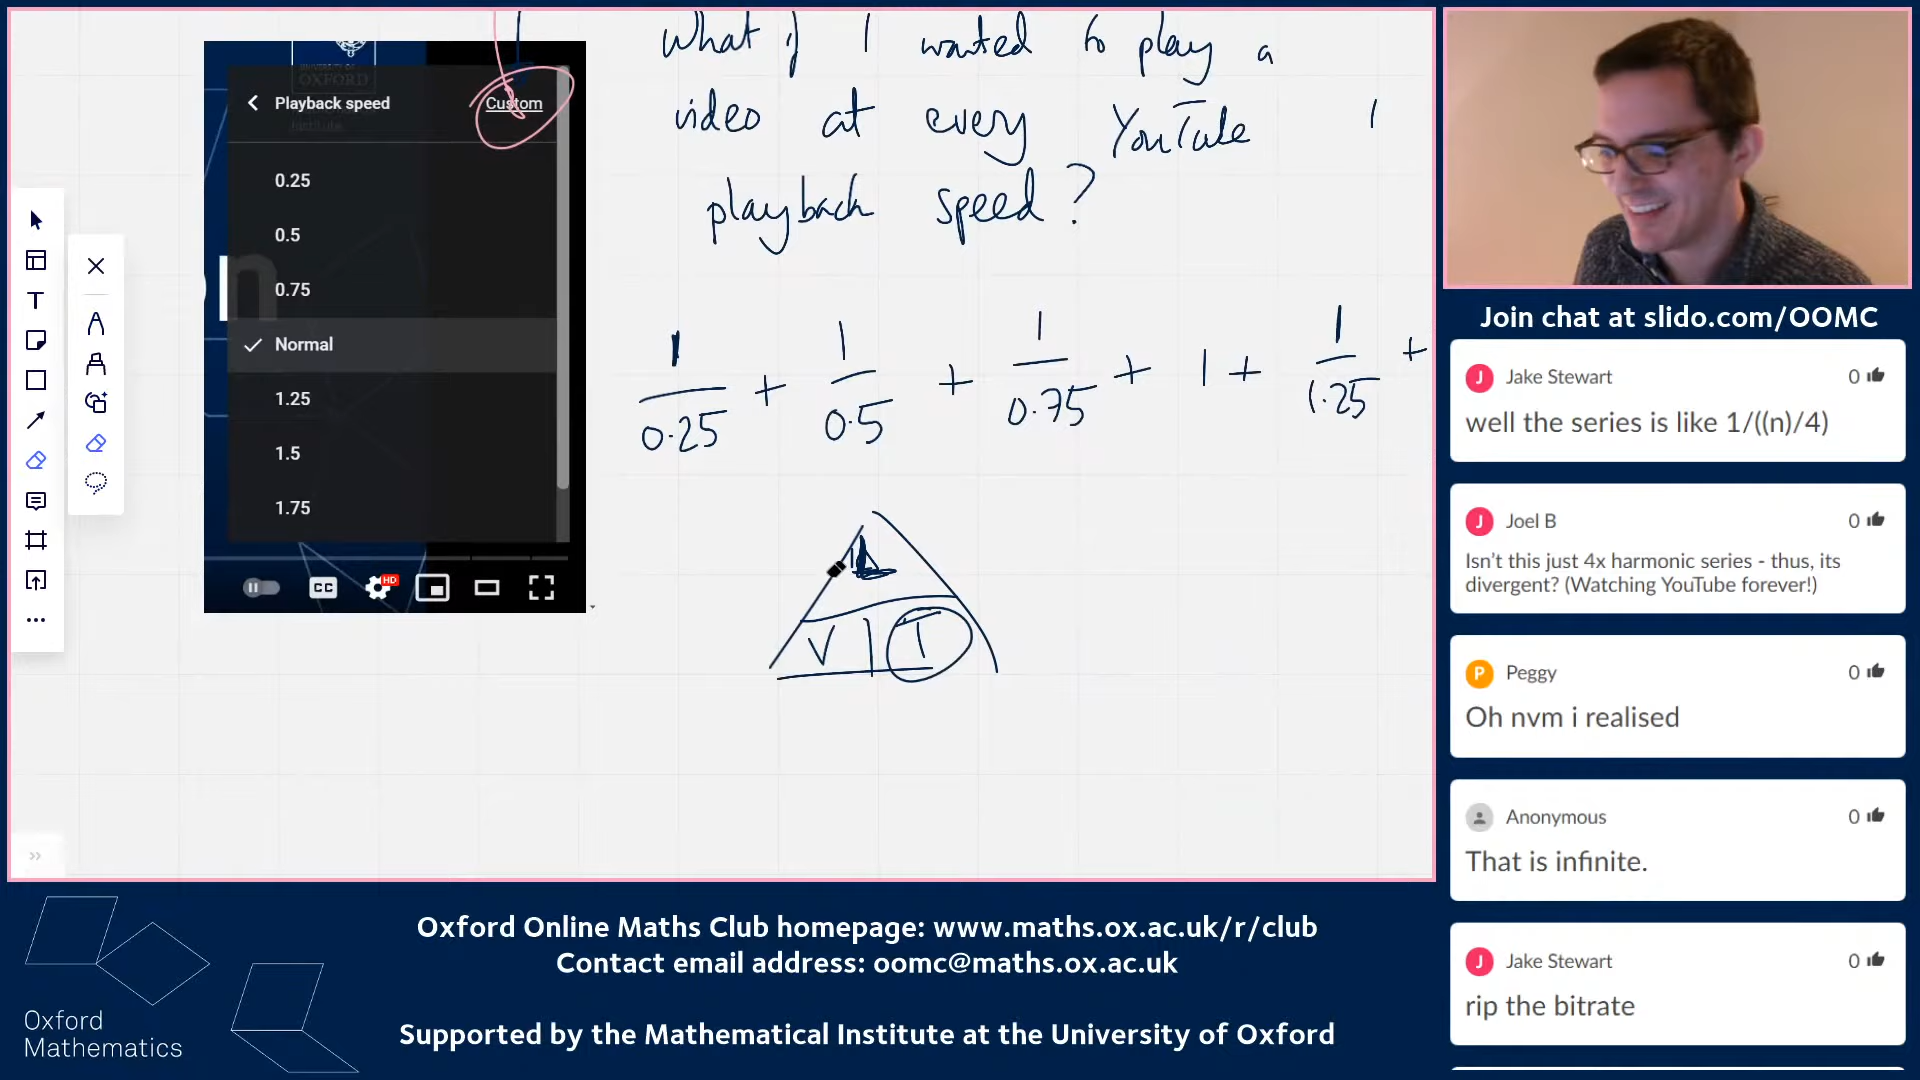 What if I wanted to play a
video at every YouTube
playback speed?
UNIVERSITY OF
OXFORD
Playback speed
Custom
Institute
0.25
0.5
0.75
Normal
1.25
1.5
1.75
CC
HD
1/0.25 + 1/0.5 + 1/0.75 + 1 + 1/1.25 +
V T
T
Join chat at slido.com/OOMC
J Jake Stewart 0
well the series is like 1/((n)/4)
J Joel B 0
Isn't this just 4x harmonic series - thus, its
divergent? (Watching YouTube forever!)
P Peggy 0
Oh nvm i realised
Anonymous 0
That is infinite.
J Jake Stewart 0
rip the bitrate
Oxford
Mathematics
Oxford Online Maths Club homepage: www.maths.ox.ac.uk/r/club
Contact email address: oomc@maths.ox.ac.uk
Supported by the Mathematical Institute at the University of Oxford